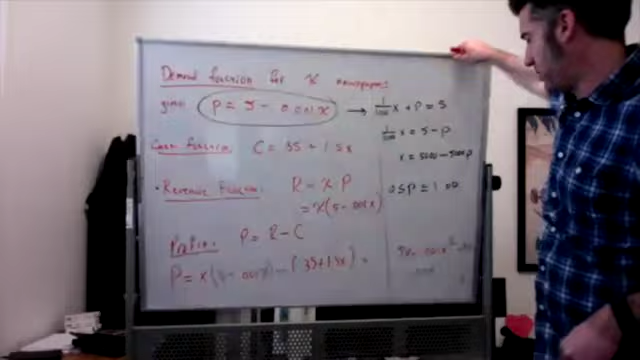 Demand function for x newspapers
given p = 5 - 0.001x → 1/1000 x + p = 5
1/1000 x = 5 - p
x = 5000 - 1000p
Cost function: C = 35 + 1.5x
Revenue Function: R = x p
= x(5 - .001x)
Profit: P = R - C
P = x(5 - .001x) - (35 + 1.5x) =